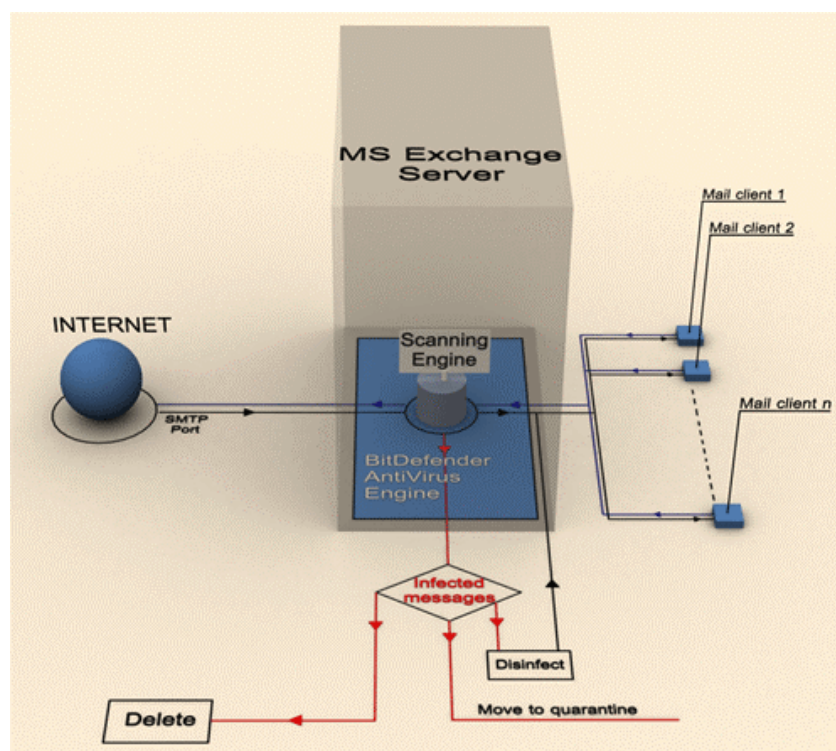 MS Exchange
Server
Mail client 1
Mail client 2
INTERNET
Scanning
Engine
SMTP
Port
Mail client n
BitDefender
AntiVirus
Engine
Infected
messages
Disinfect
Delete
Move to quarantine